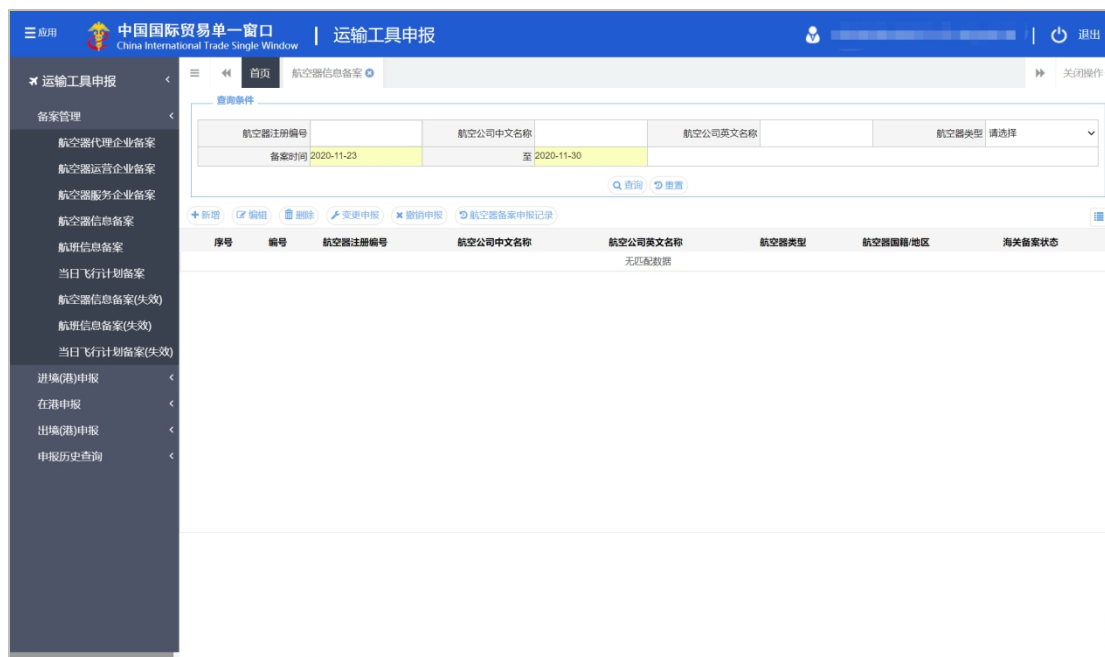 应用 中国国际贸易单一窗口 运输工具申报 退出
China International Trade Single Window
运输工具申报 首页 航空器信息备案 关闭操作
查询条件
备案管理
航空器注册编号 航空公司中文名称 航空公司英文名称 航空器类型 请选择
航空器代理企业备案
备案时间 2020-11-23 至 2020-11-30
航空器运营企业备案
查询 重置
航空器服务企业备案
新增 编辑 删除 变更申报 撤销申报 航空器备案申报记录
航空器信息备案
序号 编号 航空器注册编号 航空公司中文名称 航空公司英文名称 航空器类型 航空器国籍/地区 海关备案状态
航班信息备案
无匹配数据
当日飞行计划备案
航空器信息备案(失效)
航班信息备案(失效)
当日飞行计划备案(失效)
进境(港)申报
在港申报
出境(港)申报
申报历史查询